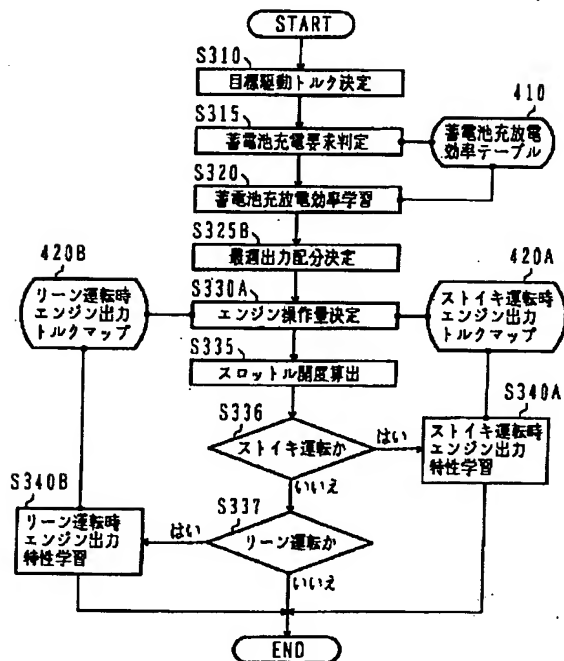 START
S310
目標駆動トルク決定
S315
蓄電池充電要求判定
410
蓄電池充放電
効率テーブル
S320
蓄電池充放電効率学習
S325B
最適出力配分決定
420B
リーン運転時
エンジン出力
トルクマップ
S330A
エンジン操作量決定
420A
ストイキ運転時
エンジン出力
トルクマップ
S335
スロットル開度算出
S336
ストイキ運転か
はい
いいえ
S340A
ストイキ運転時
エンジン出力
特性学習
S337
リーン運転か
はい
いいえ
S340B
リーン運転時
エンジン出力
特性学習
END